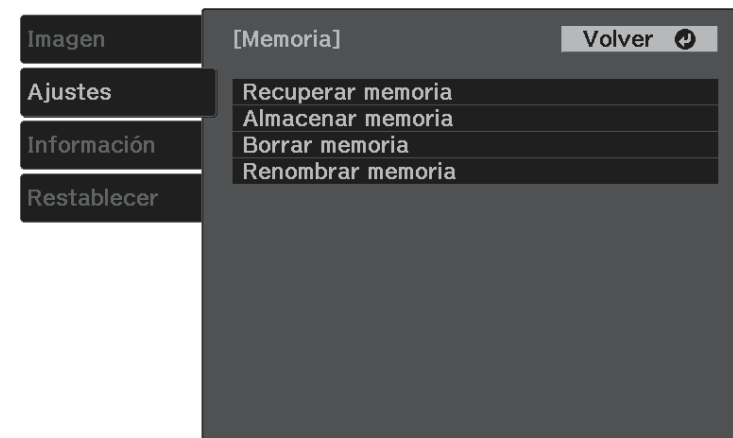 Imagen
Ajustes
Información
Restablecer
[Memoria]
Volver
Recuperar memoria
Almacenar memoria
Borrar memoria
Renombrar memoria